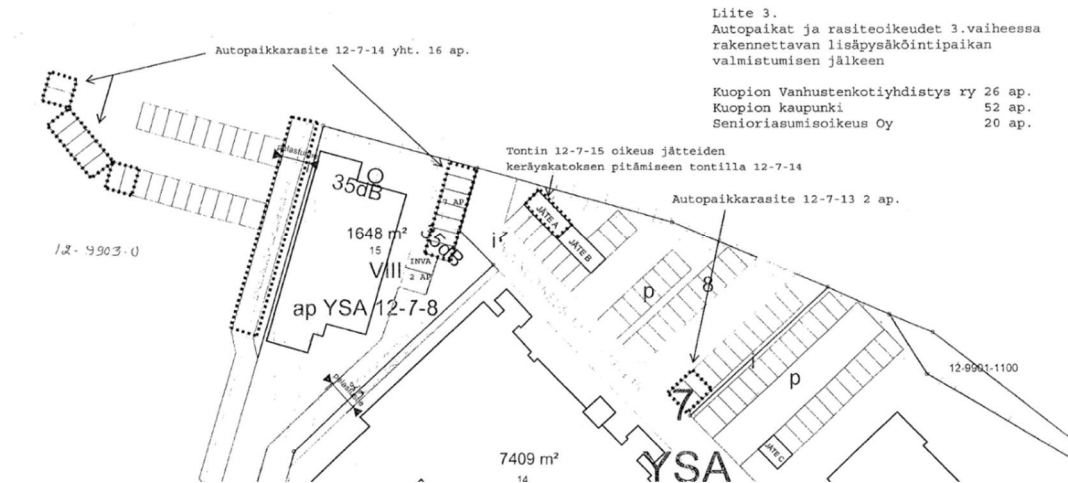 Liite 3.
Autopaikat ja rasiteoikeudet 3.vaiheessa
rakennettavan lisäpysäköintipaikan
valmistumisen jälkeen
Kuopion Vanhustenkotiyhdistys ry 26 ap.
Kuopion kaupunki 52 ap.
Senioriasumisoikeus Oy 20 ap.
Autopaikkarasite 12-7-14 yht. 16 ap.
Tontin 12-7-15 oikeus jätteiden
keräyskatoksen pitämiseen tontilla 12-7-14
Autopaikkarasite 12-7-13 2 ap.
35dB
7 AP
JÄTE A
JÄTE B
1648 m²
15
35dB
12-9903-0
INVA
2 AP
VIII
ap YSA 12-7-8
p
8
p
12-9901-1100
7
YSA
JÄTE C
7409 m²
14